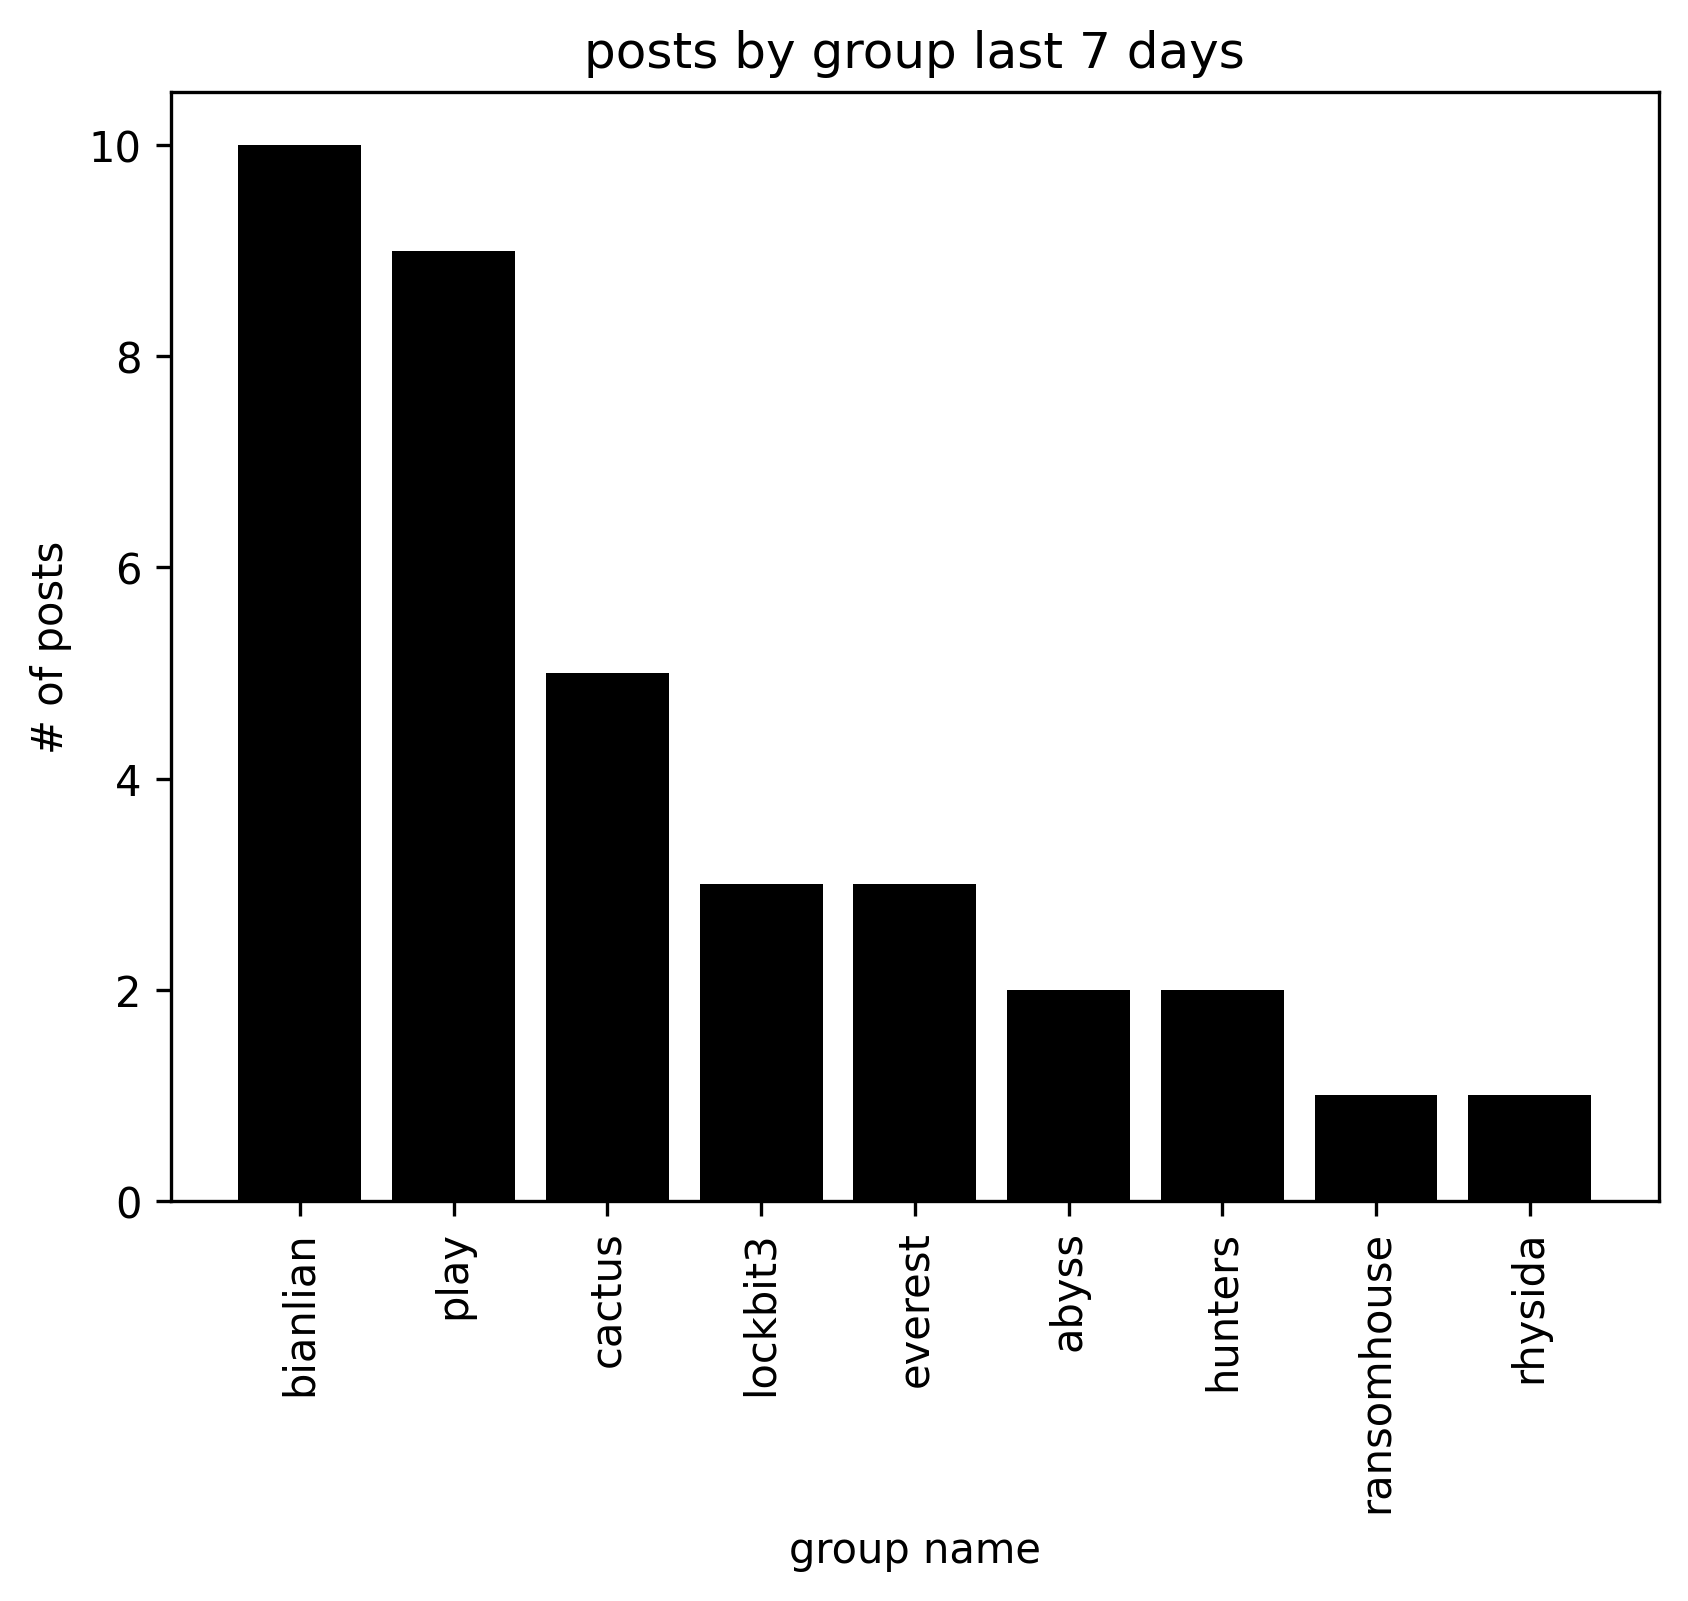 posts by group last 7 days
# of posts
10
8
6
4
2
0
bianlian
play
cactus
lockbit3
everest
abyss
hunters
ransomhouse
rhysida
group name